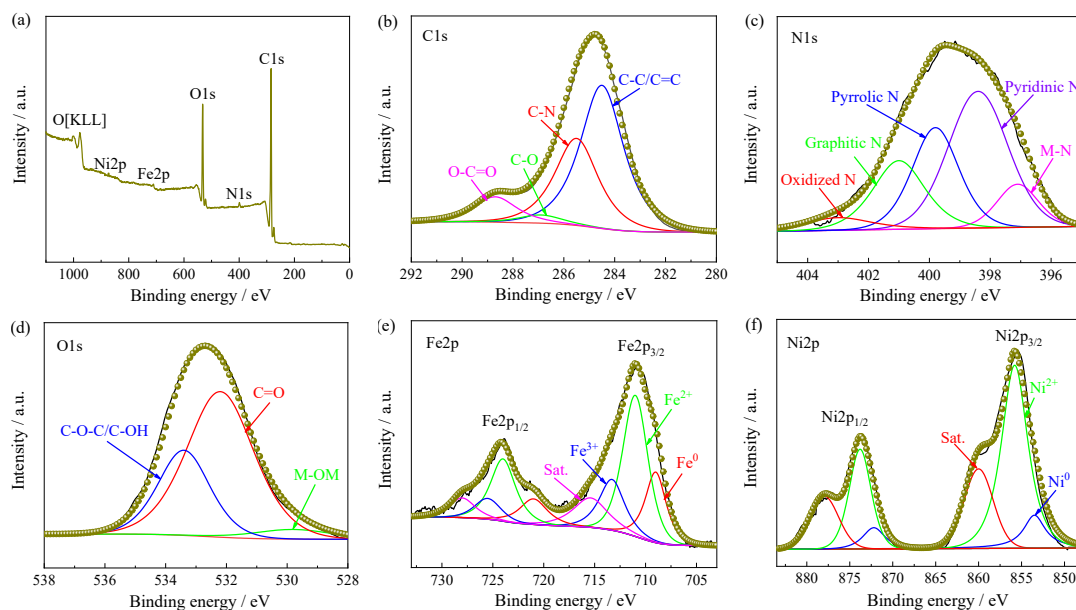 (a)
C1s
O1s
O[KLL]
Ni2p
Fe2p
N1s
Intensity / a.u.
1000 800 600 400 200 0
Binding energy / eV
(b)
C1s
C-C/C=C
C-N
C-O
O-C=O
Intensity / a.u.
292 290 288 286 284 282 280
Binding energy / eV
(c)
N1s
Pyrrolic N
Pyridinic N
Graphitic N
M-N
Oxidized N
Intensity / a.u.
404 402 400 398 396
Binding energy / eV
(d)
O1s
C=O
C-O-C/C-OH
M-OM
Intensity / a.u.
538 536 534 532 530 528
Binding energy / eV
(e)
Fe2p
Fe2p3/2
Fe2p1/2
Fe2+
Fe3+
Sat.
Fe0
Intensity / a.u.
730 725 720 715 710 705
Binding energy / eV
(f)
Ni2p
Ni2p3/2
Ni2+
Ni2p1/2
Sat.
Ni0
Intensity / a.u.
880 875 870 865 860 855 850
Binding energy / eV